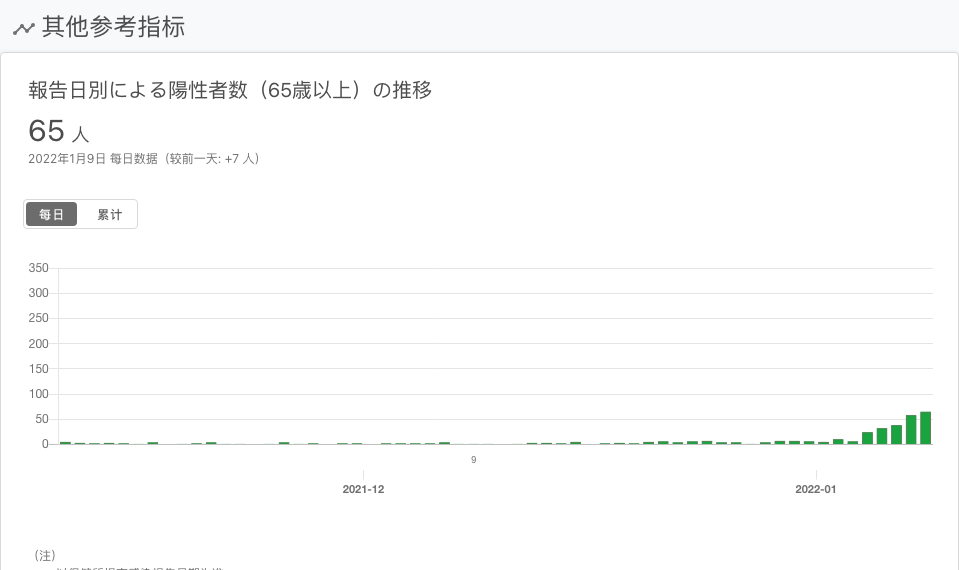 其他参考指标
報告日別による陽性者数（65歳以上）の推移
65 人
2022年1月9日 每日数据（较前一天: +7 人）
每日 累计
350
300
250
200
150
100
50
0
9
2021-12 2022-01
（注）